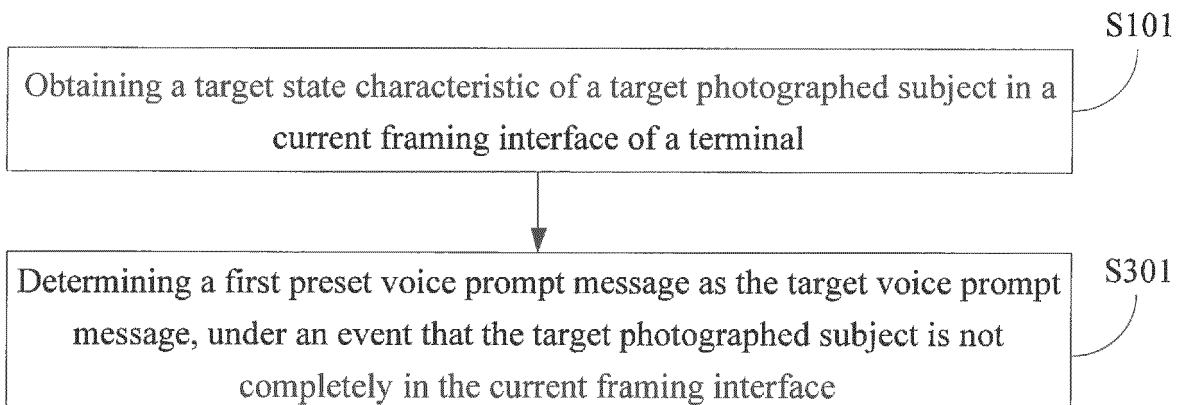 S101
Obtaining a target state characteristic of a target photographed subject in a
current framing interface of a terminal
S301
Determining a first preset voice prompt message as the target voice prompt
message, under an event that the target photographed subject is not
completely in the current framing interface